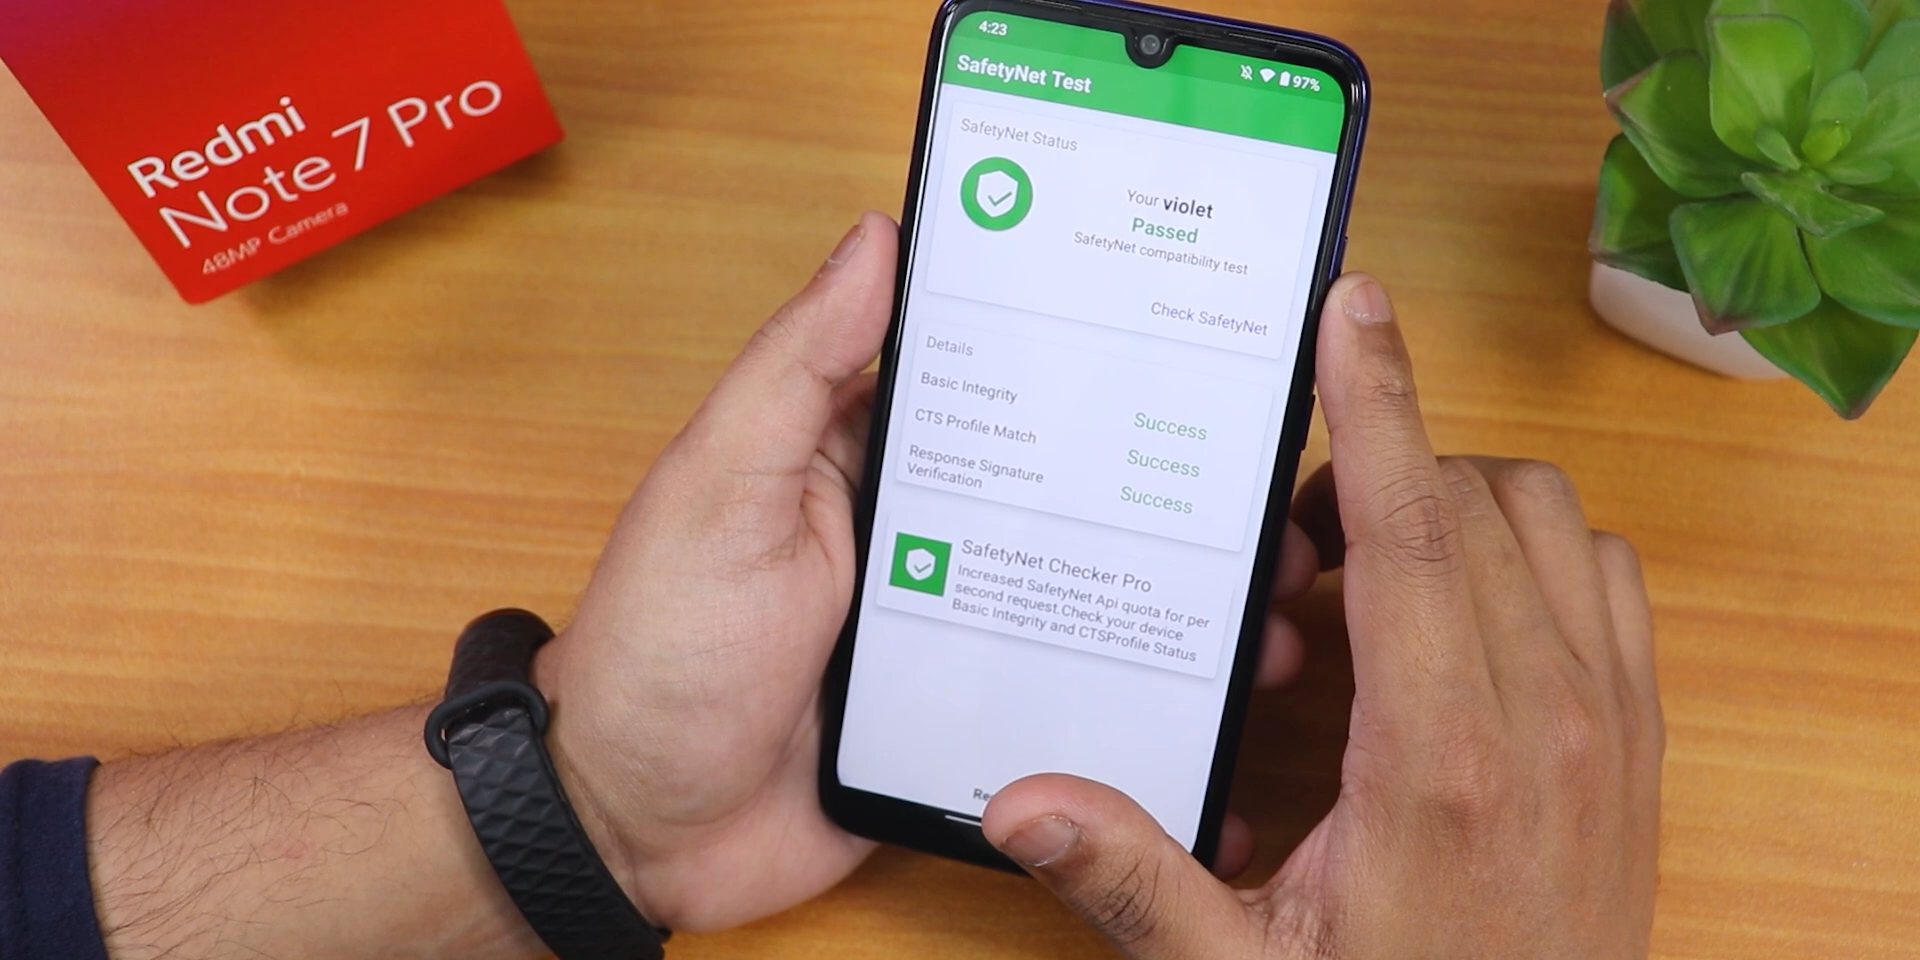 Redmi
Note 7 Pro
48MP Camera
4:23
97%
SafetyNet Test
SafetyNet Status
Your violet
Passed
SafetyNet compatibility test
Check SafetyNet
Details
Basic Integrity
Success
CTS Profile Match
Success
Response Signature
Verification
Success
SafetyNet Checker Pro
Increased SafetyNet Api quota for per
second request.Check your device
Basic Integrity and CTSProfile Status